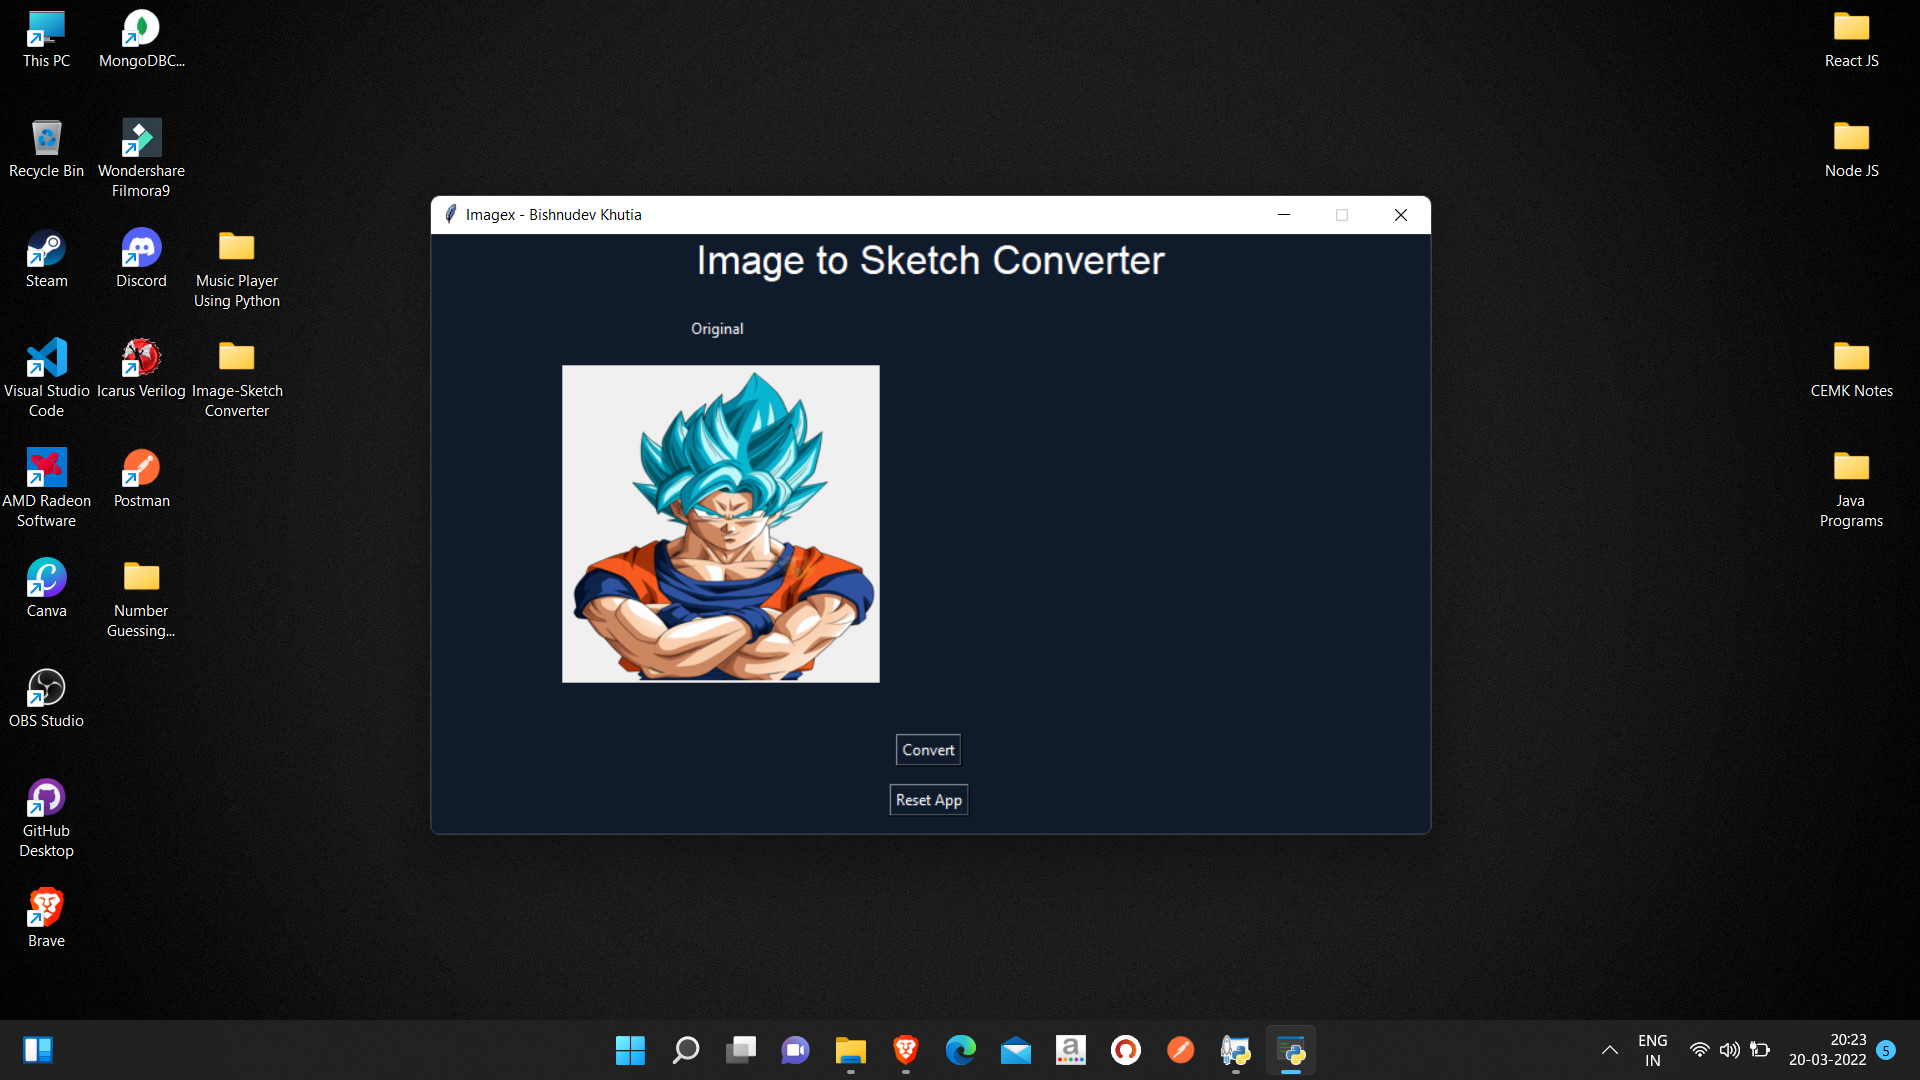 This PC
MongoDBC...
React JS
Recycle Bin
Wondershare
Filmora9
Node JS
Imagex - Bishnudev Khutia
Image to Sketch Converter
Original
Convert
Reset App
Steam
Discord
Music Player
Using Python
Visual Studio
Code
Icarus Verilog
Image-Sketch
Converter
CEMK Notes
AMD Radeon
Software
Postman
Java
Programs
Canva
Number
Guessing...
OBS Studio
GitHub
Desktop
Brave
ENG
IN
20:23
20-03-2022
5